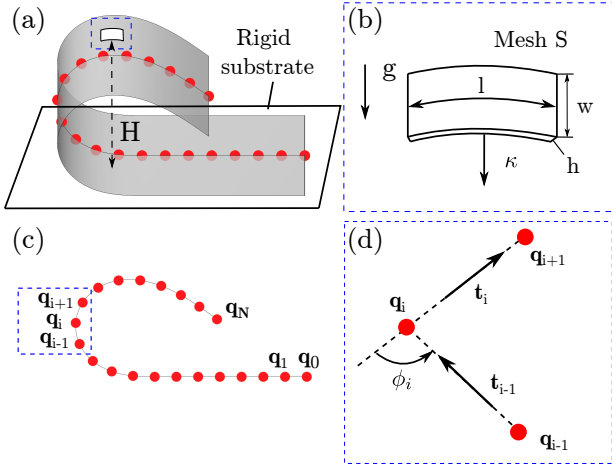 (a)
Rigid
substrate
H
(b)
Mesh S
g
l
w
κ
h
(c)
q_{i+1}
q_i
q_{i-1}
q_N
q_1 q_0
(d)
q_{i+1}
q_i
t_i
ϕ_i
t_{i-1}
q_{i-1}